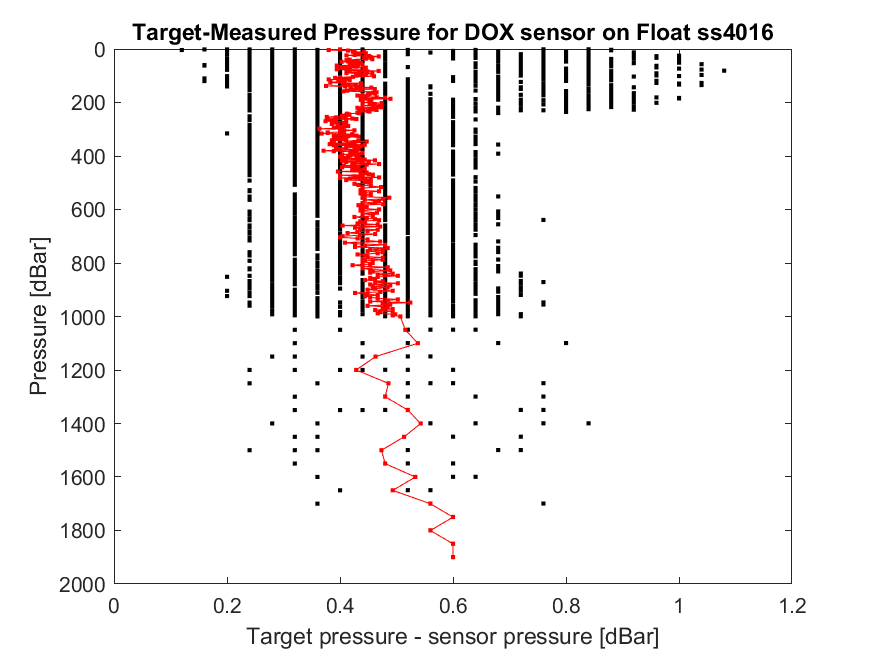 Target-Measured Pressure for DOX sensor on Float ss4016
0
200
400
600
800
1000
1200
1400
1600
1800
2000
Pressure [dBar]
0 0.2 0.4 0.6 0.8 1 1.2
Target pressure - sensor pressure [dBar]